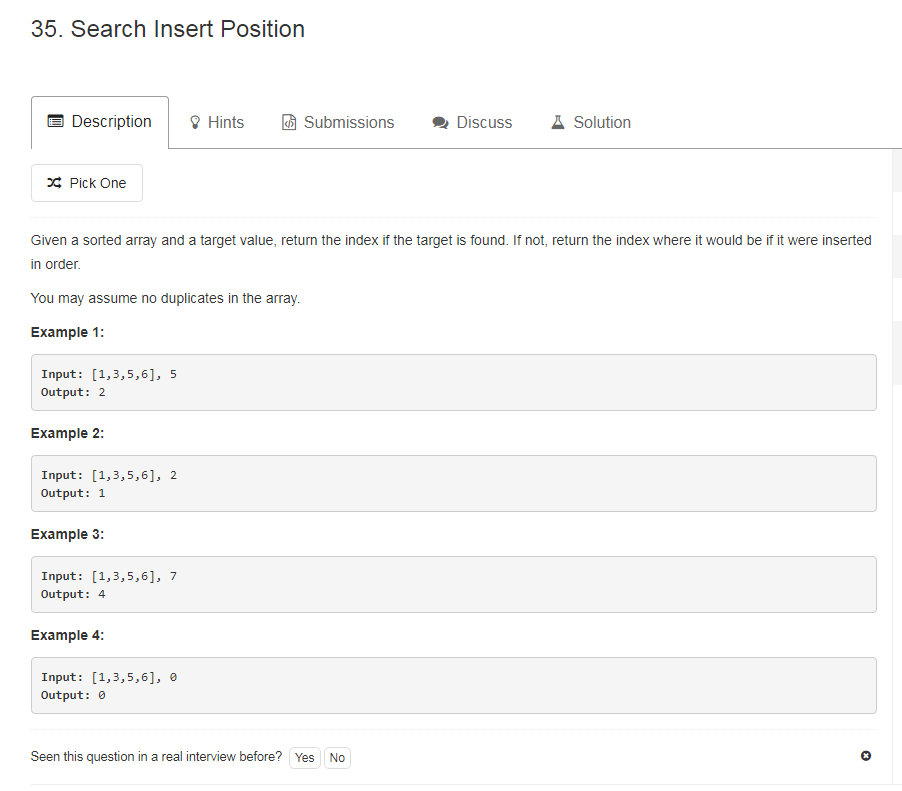 35. Search Insert Position
Description Hints Submissions Discuss Solution
Pick One
Given a sorted array and a target value, return the index if the target is found. If not, return the index where it would be if it were inserted
in order.
You may assume no duplicates in the array.
Example 1:
Input: [1,3,5,6], 5
Output: 2
Example 2:
Input: [1,3,5,6], 2
Output: 1
Example 3:
Input: [1,3,5,6], 7
Output: 4
Example 4:
Input: [1,3,5,6], 0
Output: 0
Seen this question in a real interview before? Yes No